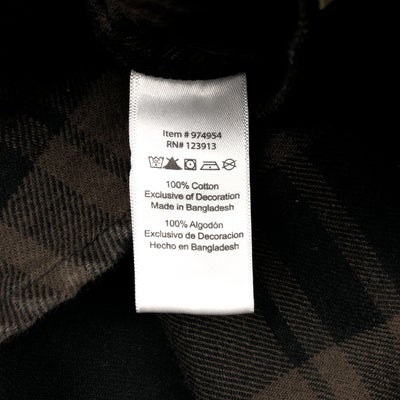 Item # 974954
RN# 123913
100% Cotton
Exclusive of Decoration
Made in Bangladesh
100% Algodón
Exclusivo de Decoracion
Hecho en Bangladesh